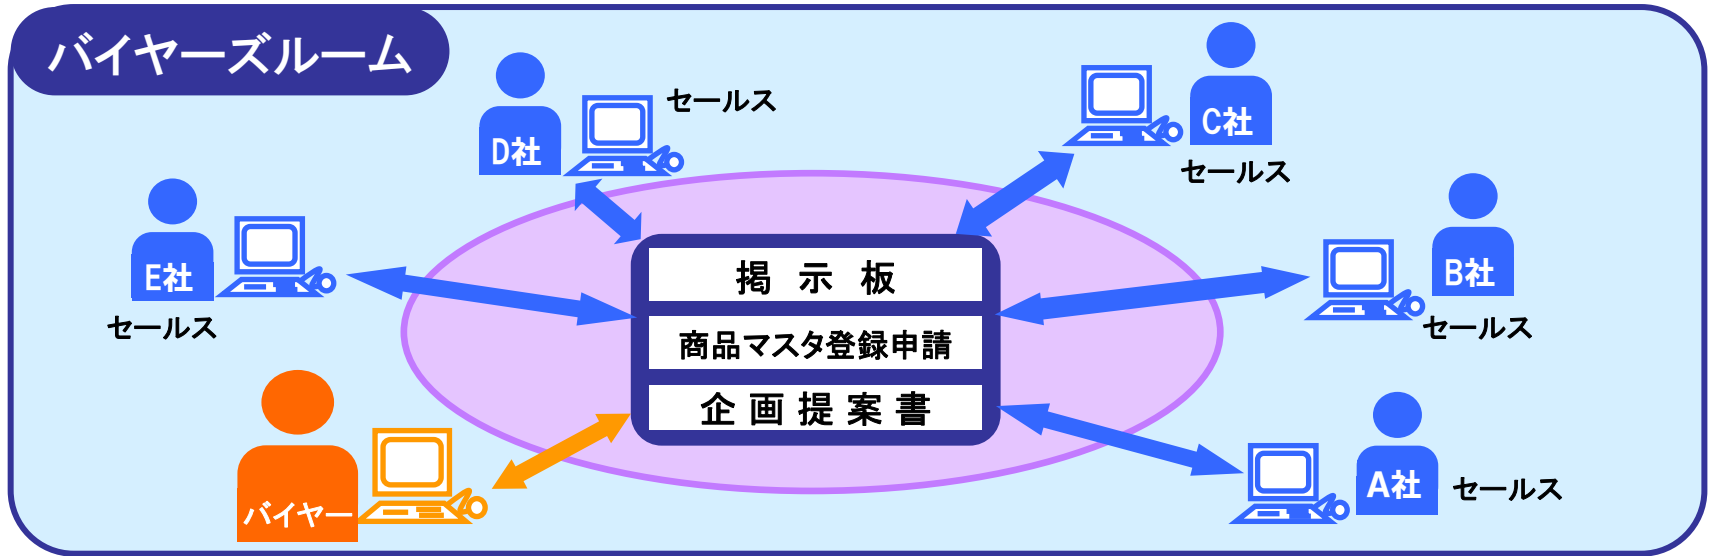 バイヤーズルーム
D社
セールス
C社
セールス
E社
セールス
B社
セールス
掲示板
商品マスタ登録申請
企画提案書
バイヤー
A社
セールス